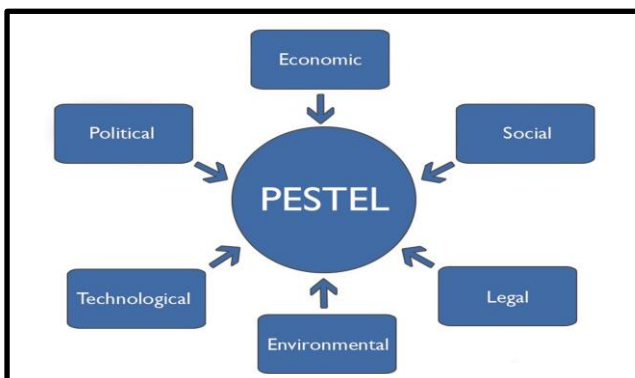 Economic
Political
Social
PESTEL
Technological
Legal
Environmental